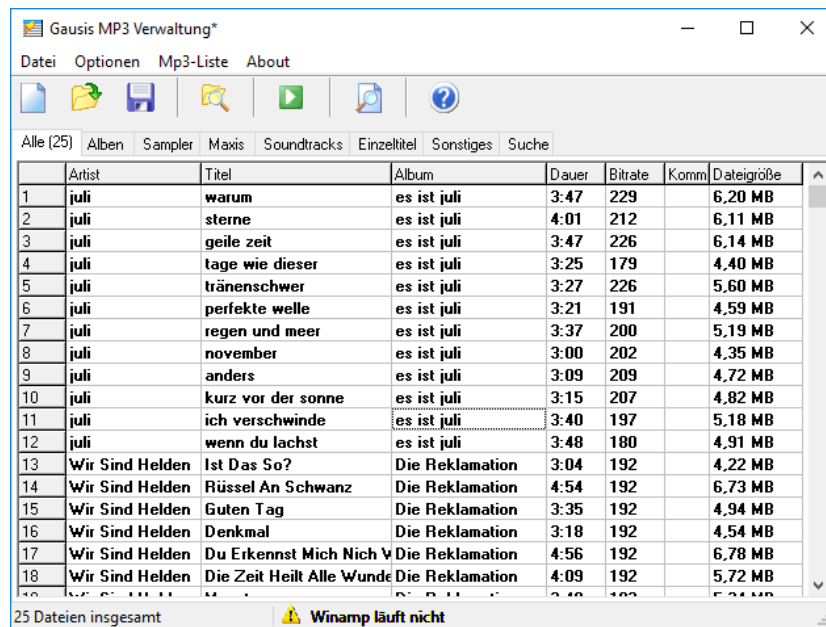 Gausis MP3 Verwaltung*
Datei Optionen Mp3-Liste About
Alle (25) Alben Sampler Maxis Soundtracks Einzeltitel Sonstiges Suche
Artist Titel Album Dauer Bitrate Komm Dateigröße
1 juli warum es ist juli 3:47 229 6,20 MB
2 juli sterne es ist juli 4:01 212 6,11 MB
3 juli geile zeit es ist juli 3:47 226 6,14 MB
4 juli tage wie dieser es ist juli 3:25 179 4,40 MB
5 juli tränenschwer es ist juli 3:27 226 5,60 MB
6 juli perfekte welle es ist juli 3:21 191 4,59 MB
7 juli regen und meer es ist juli 3:37 200 5,19 MB
8 juli november es ist juli 3:00 202 4,35 MB
9 juli anders es ist juli 3:09 209 4,72 MB
10 juli kurz vor der sonne es ist juli 3:15 207 4,82 MB
11 juli ich verschwinde es ist juli 3:40 197 5,18 MB
12 juli wenn du lachst es ist juli 3:48 180 4,91 MB
13 Wir Sind Helden Ist Das So? Die Reklamation 3:04 192 4,22 MB
14 Wir Sind Helden Rüssel An Schwanz Die Reklamation 4:54 192 6,73 MB
15 Wir Sind Helden Guten Tag Die Reklamation 3:35 192 4,94 MB
16 Wir Sind Helden Denkmal Die Reklamation 3:18 192 4,54 MB
17 Wir Sind Helden Du Erkennst Mich Nich Die Reklamation 4:56 192 6,78 MB
18 Wir Sind Helden Die Zeit Heilt Alle Wunde Die Reklamation 4:09 192 5,72 MB
25 Dateien insgesamt Winamp läuft nicht